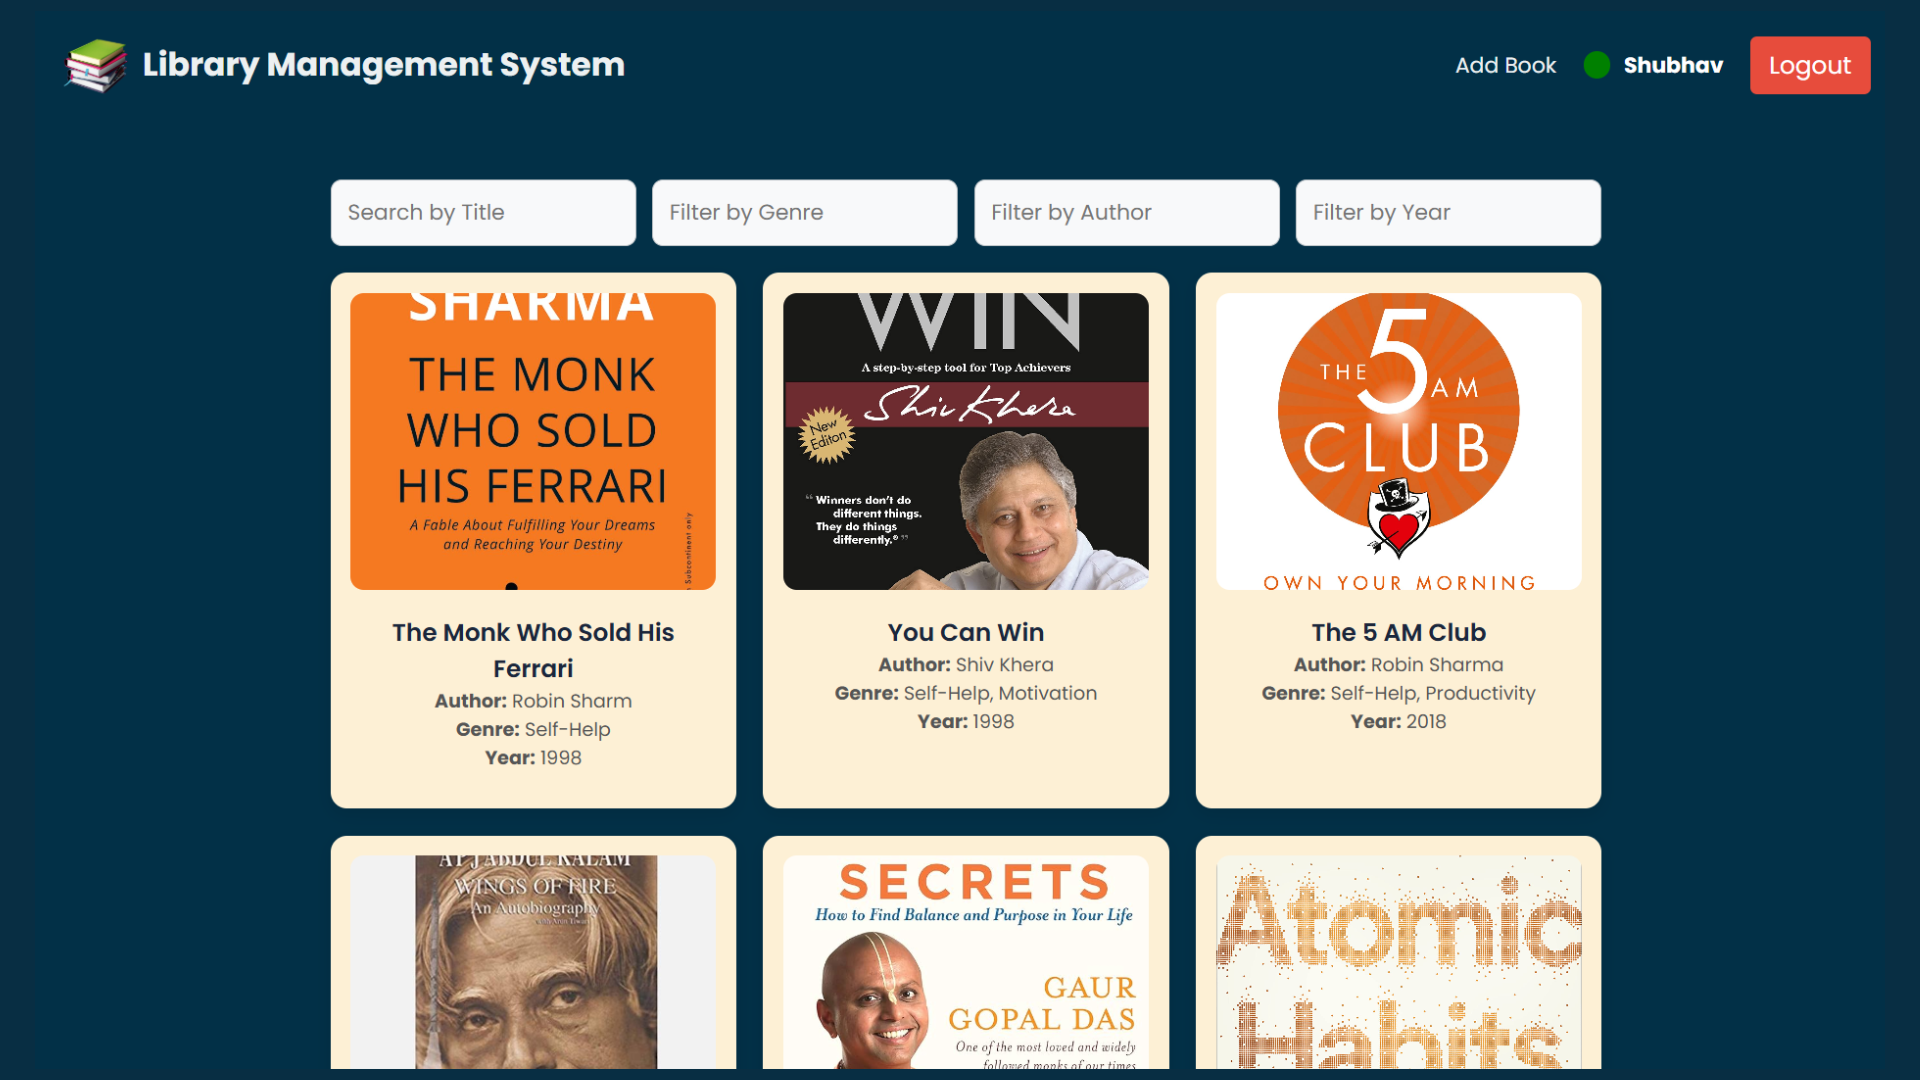 Library Management System
Add Book
Shubhav
Logout
Search by Title
Filter by Genre
Filter by Author
Filter by Year
SHARMA
THE MONK
WHO SOLD
HIS FERRARI
A Fable About Fulfilling Your Dreams
and Reaching Your Destiny
Subcontinent only
The Monk Who Sold His
Ferrari
Author: Robin Sharm
Genre: Self-Help
Year: 1998
WIN
A step-by-step tool for Top Achievers
Shiv Khera
New
Editon
“Winners don’t do
different things.
They do things
differently.®”
You Can Win
Author: Shiv Khera
Genre: Self-Help, Motivation
Year: 1998
THE 5 AM
CLUB
OWN YOUR MORNING
The 5 AM Club
Author: Robin Sharma
Genre: Self-Help, Productivity
Year: 2018
APJ ABDUL KALAM
WINGS OF FIRE
An Autobiography
SECRETS
How to Find Balance and Purpose in Your Life
GAUR
GOPAL DAS
One of the most loved and widely
followed monks of our times
Atomic
Habits